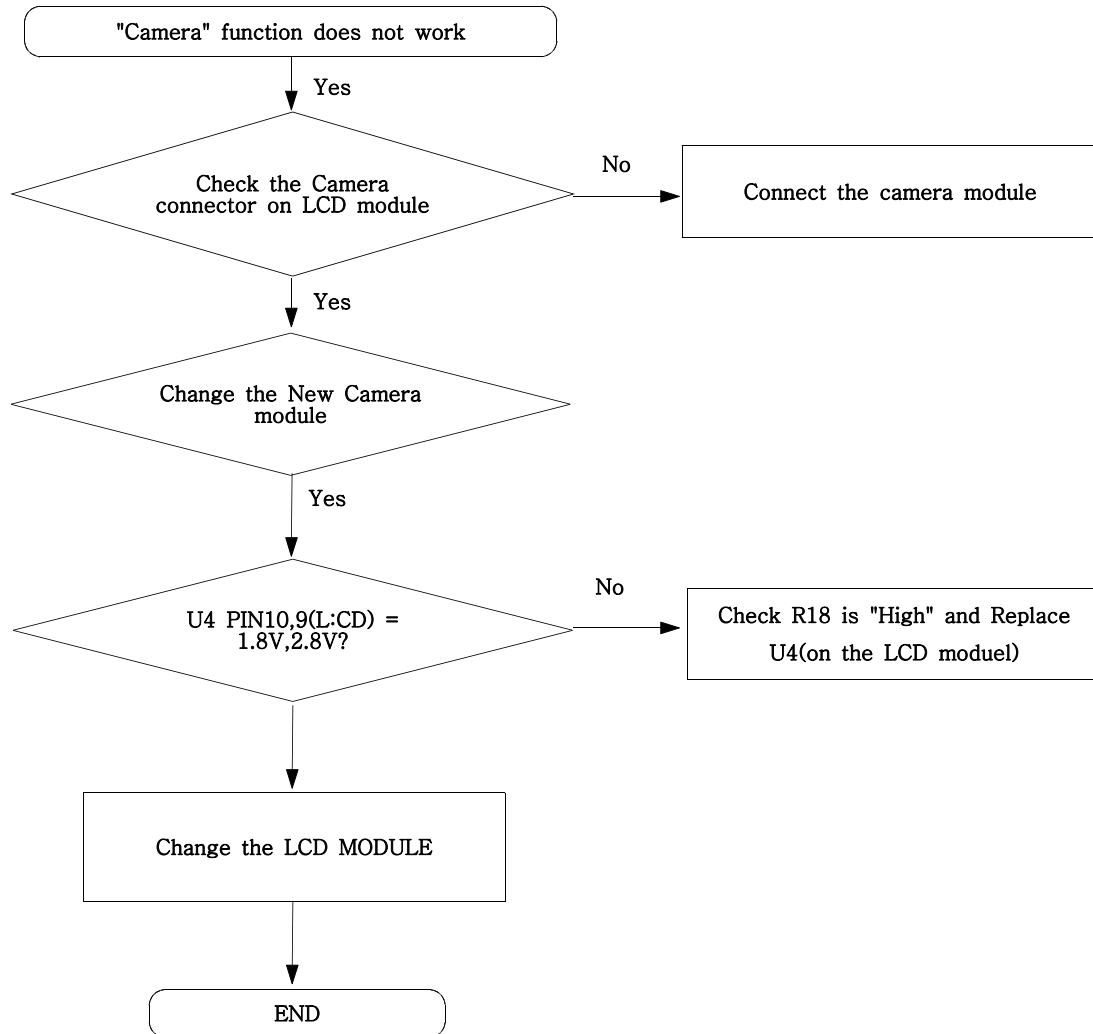 "Camera" function does not work
Yes
Check the Camera
connector on LCD module
No
Connect the camera module
Yes
Change the New Camera
module
Yes
U4 PIN10,9(L:CD) =
1.8V,2.8V?
No
Check R18 is "High" and Replace
U4(on the LCD moduel)
Change the LCD MODULE
END